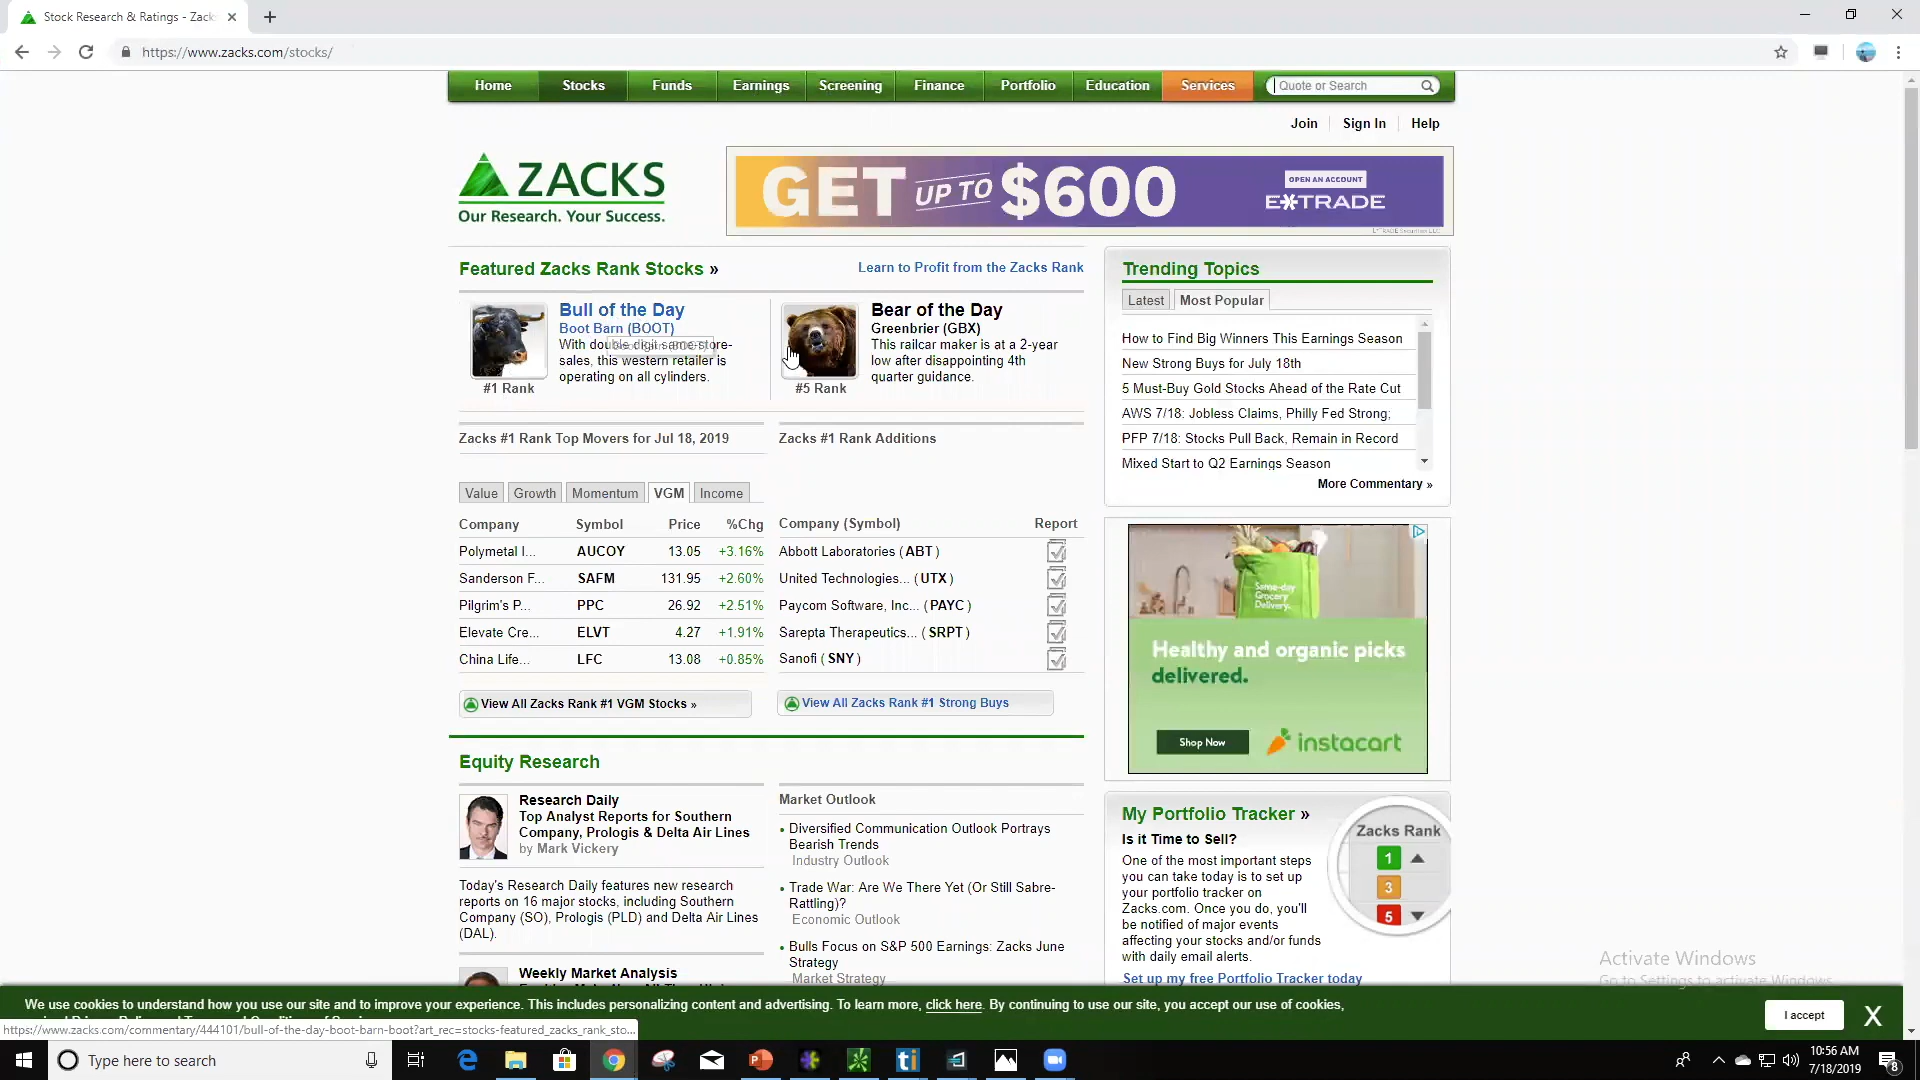 Stock Research & Ratings - Zack
https://www.zacks.com/stocks/
Home Stocks Funds Earnings Screening Finance Portfolio Education Services Quote or Search
Join Sign In Help
ZACKS
Our Research. Your Success.
GET UP TO $600
OPEN AN ACCOUNT
E*TRADE
E*TRADE Securities LLC
Featured Zacks Rank Stocks »
Learn to Profit from the Zacks Rank
Bull of the Day
Boot Barn (BOOT)
With double digit same-store-
sales, this western retailer is
operating on all cylinders.
#1 Rank
Bear of the Day
Greenbrier (GBX)
This railcar maker is at a 2-year
low after disappointing 4th
quarter guidance.
#5 Rank
Zacks #1 Rank Top Movers for Jul 18, 2019
Value Growth Momentum VGM Income
Company Symbol Price %Chg
Polymetal I... AUCOY 13.05 +3.16%
Sanderson F... SAFM 131.95 +2.60%
Pilgrim's P... PPC 26.92 +2.51%
Elevate Cre... ELVT 4.27 +1.91%
China Life... LFC 13.08 +0.85%
View All Zacks Rank #1 VGM Stocks »
Zacks #1 Rank Additions
Company (Symbol) Report
Abbott Laboratories ( ABT )
United Technologies... ( UTX )
Paycom Software, Inc... ( PAYC )
Sarepta Therapeutics... ( SRPT )
Sanofi ( SNY )
View All Zacks Rank #1 Strong Buys
Equity Research
Research Daily
Top Analyst Reports for Southern
Company, Prologis & Delta Air Lines
by Mark Vickery
Today's Research Daily features new research
reports on 16 major stocks, including Southern
Company (SO), Prologis (PLD) and Delta Air Lines
(DAL).
Weekly Market Analysis
Market Outlook
Diversified Communication Outlook Portrays
Bearish Trends
Industry Outlook
Trade War: Are We There Yet (Or Still Sabre-
Rattling)?
Economic Outlook
Bulls Focus on S&P 500 Earnings: Zacks June
Strategy
Market Strategy
Trending Topics
Latest Most Popular
How to Find Big Winners This Earnings Season
New Strong Buys for July 18th
5 Must-Buy Gold Stocks Ahead of the Rate Cut
AWS 7/18: Jobless Claims, Philly Fed Strong;
PFP 7/18: Stocks Pull Back, Remain in Record
Mixed Start to Q2 Earnings Season
More Commentary »
Same-day
Grocery
Delivery.
Healthy and organic picks
delivered.
Shop Now
instacart
My Portfolio Tracker »
Is it Time to Sell?
One of the most important steps
you can take today is to set up
your portfolio tracker on
Zacks.com. Once you do, you'll
be notified of major events
affecting your stocks and/or funds
with daily email alerts.
Set up my free Portfolio Tracker today
Zacks Rank
1
3
5
Activate Windows
Go to Settings to activate Windows.
We use cookies to understand how you use our site and to improve your experience. This includes personalizing content and advertising. To learn more, click here. By continuing to use our site, you accept our use of cookies,
I accept
X
https://www.zacks.com/commentary/444101/bull-of-the-day-boot-barn-boot?art_rec=stocks-featured_zacks_rank_sto...
Type here to search
10:56 AM
7/18/2019
8